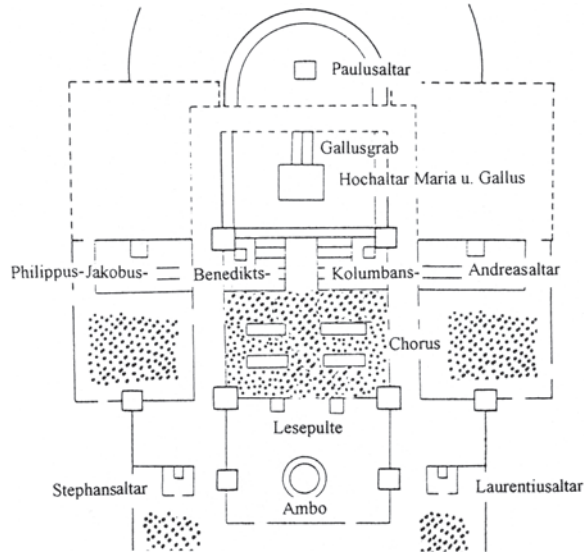 Paulusaltar
Gallusgrab
Hochaltar Maria u. Gallus
Philippus-Jakobus-
Benedikts-
Kolumbans-
Andreasaltar
Chorus
Lesepulte
Stephansaltar
Ambo
Laurentiusaltar